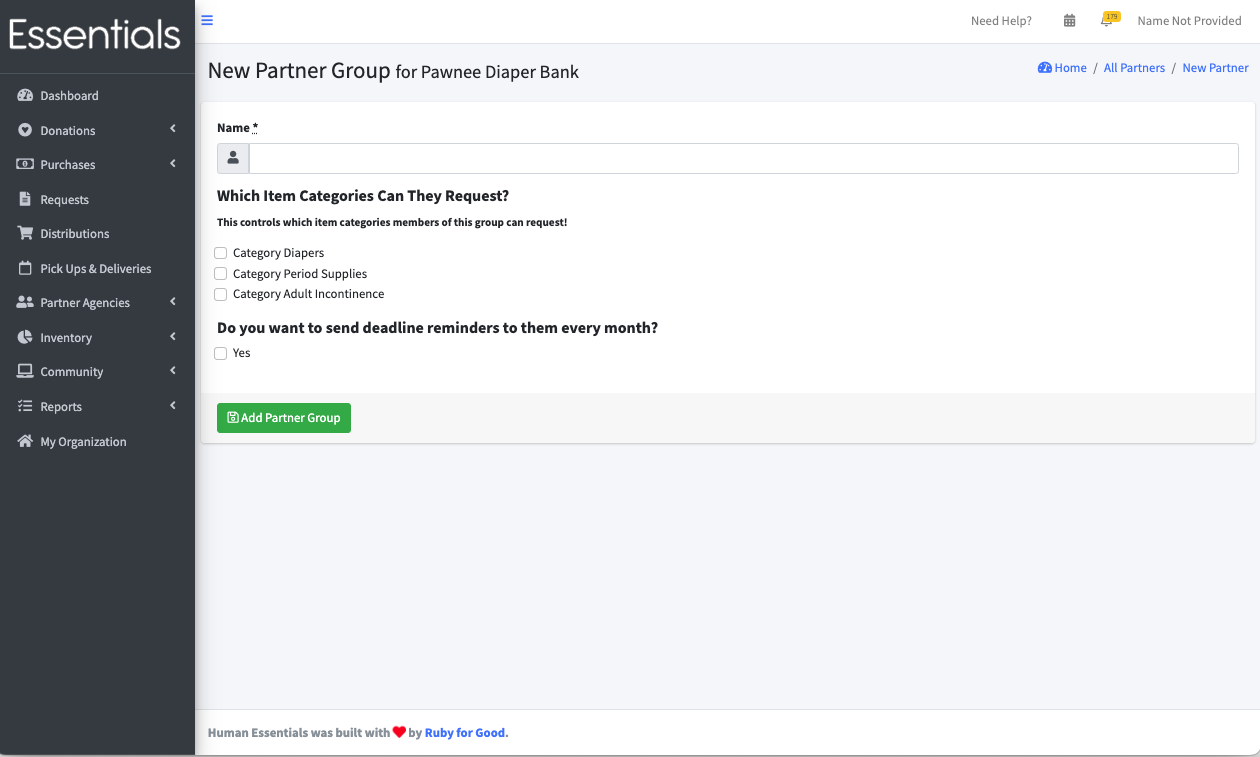 Essentials
Need Help?
179
Name Not Provided
Dashboard
Donations
Purchases
Requests
Distributions
Pick Ups & Deliveries
Partner Agencies
Inventory
Community
Reports
My Organization
New Partner Group for Pawnee Diaper Bank
Home / All Partners / New Partner
Name *
Which Item Categories Can They Request?
This controls which item categories members of this group can request!
Category Diapers
Category Period Supplies
Category Adult Incontinence
Do you want to send deadline reminders to them every month?
Yes
Add Partner Group
Human Essentials was built with ❤ by Ruby for Good.